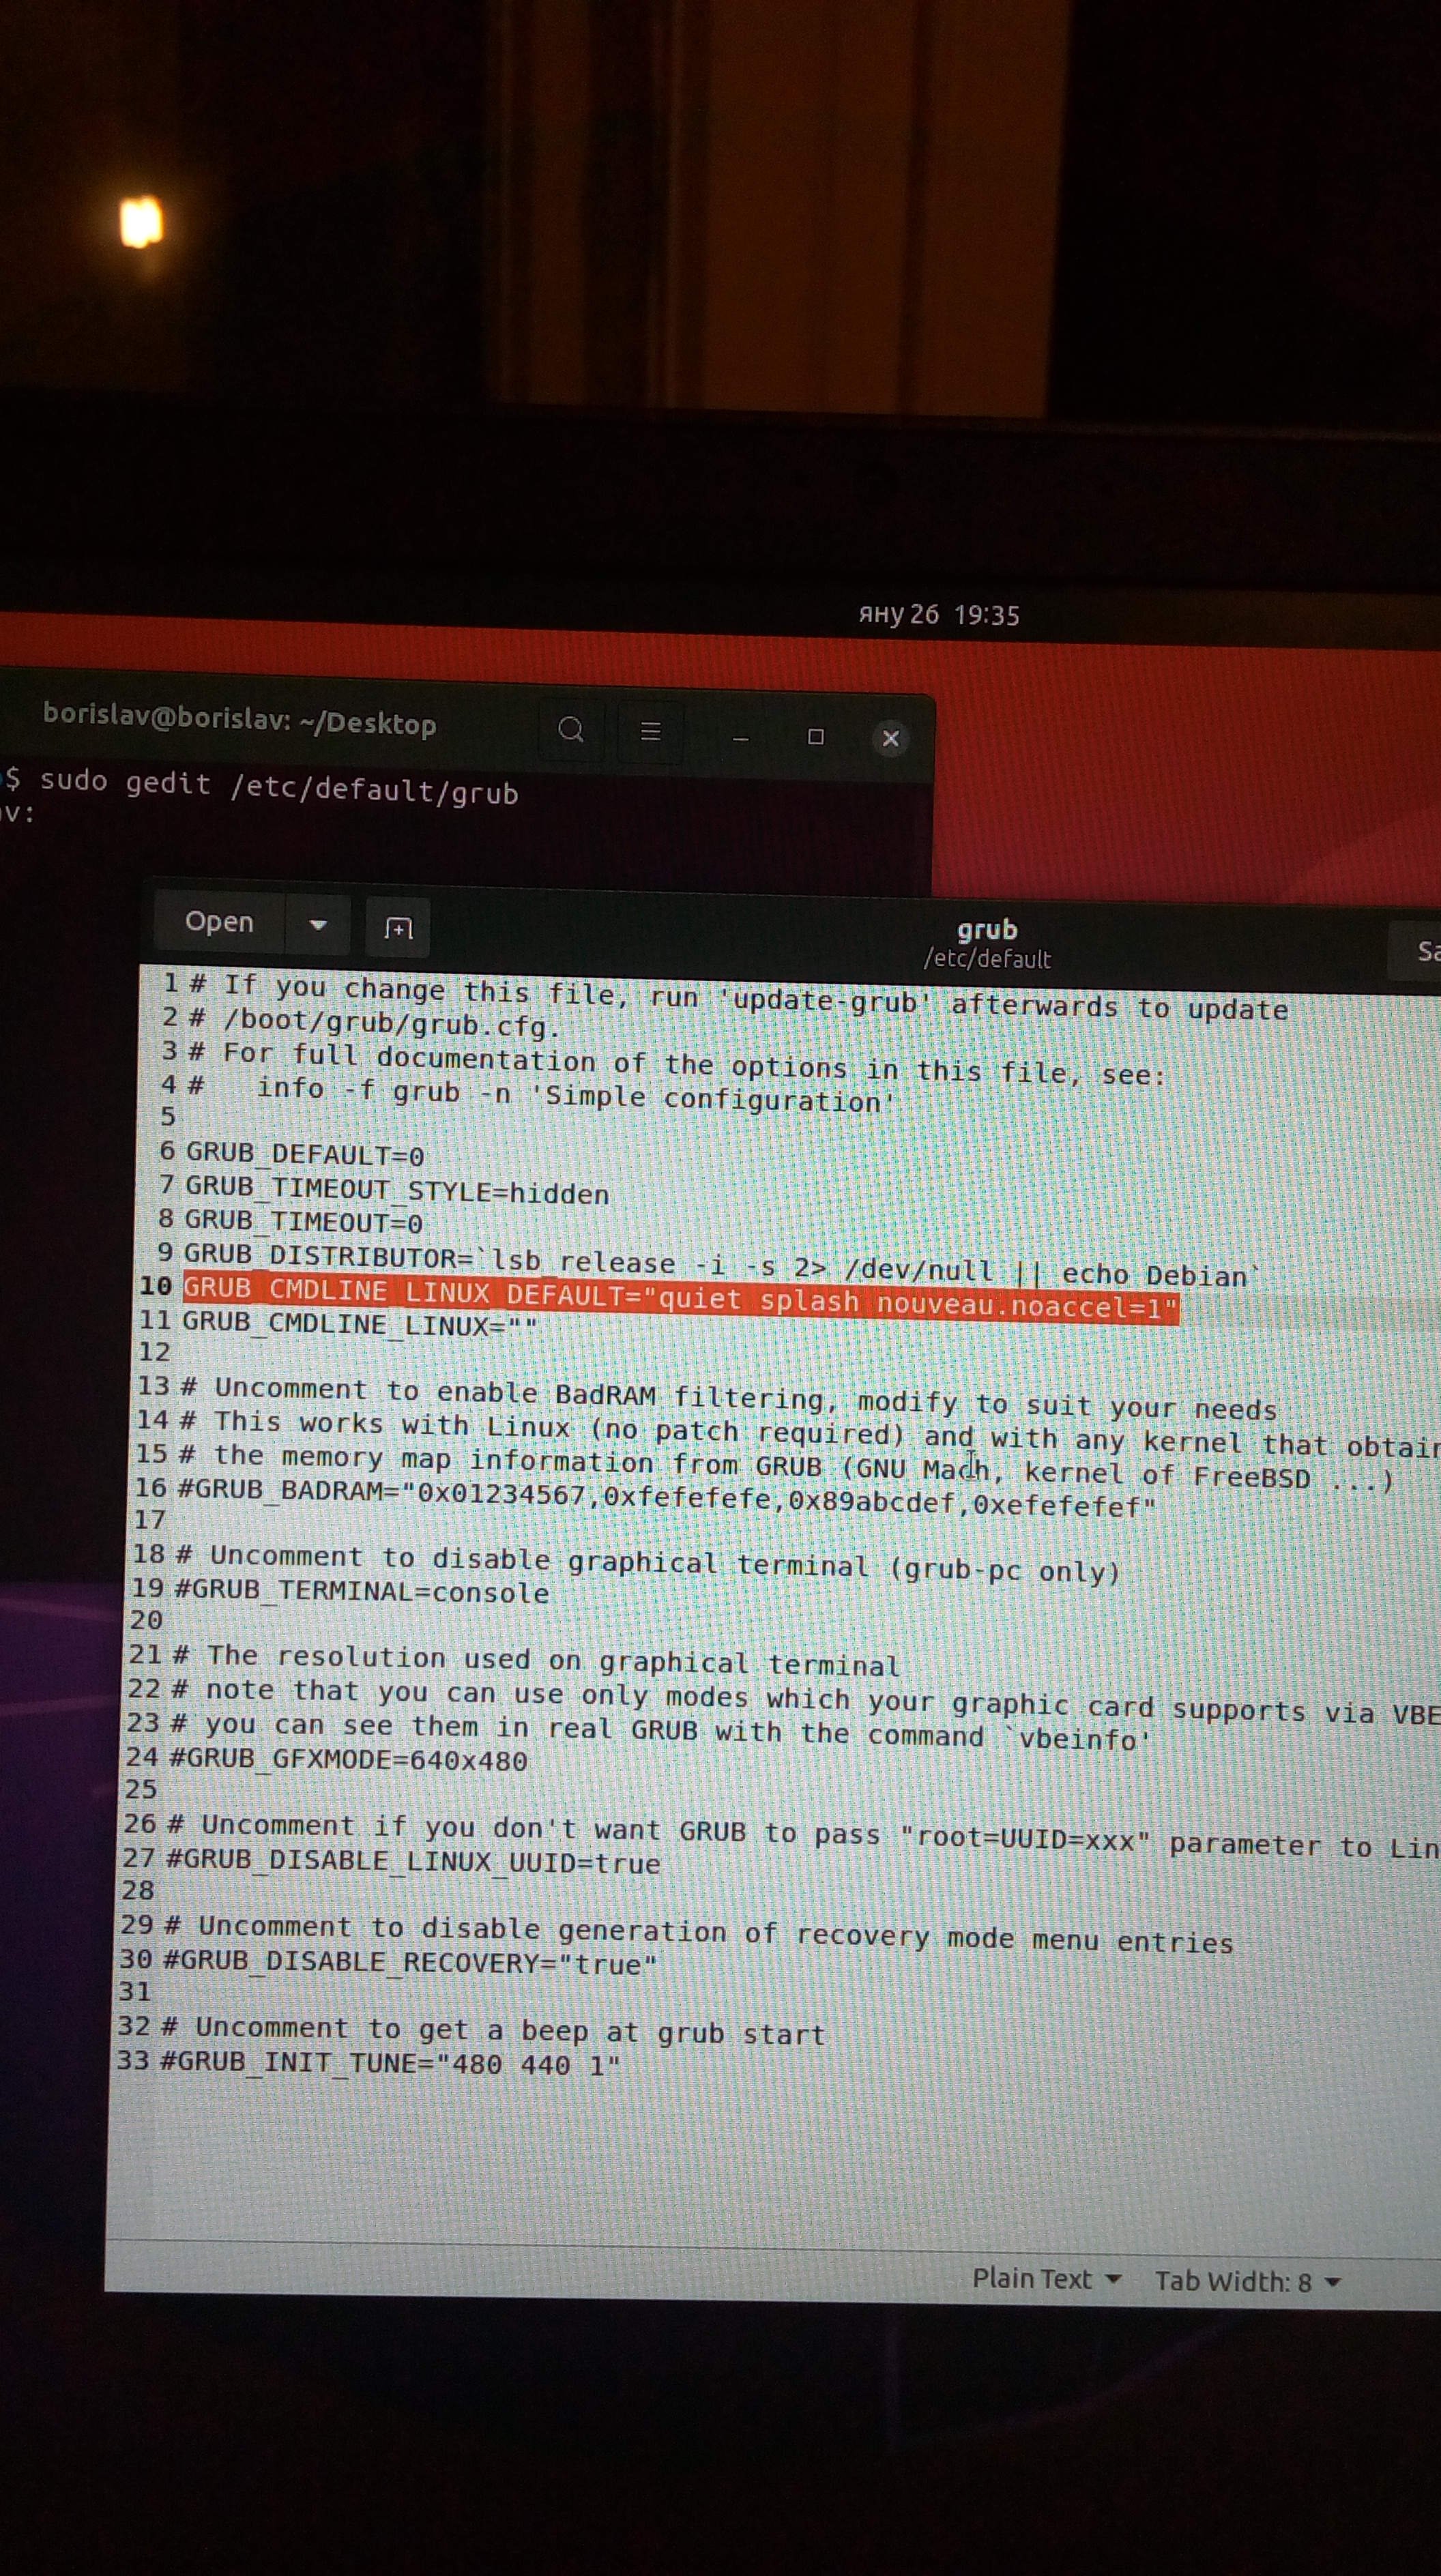 яну 26 19:35
borislav@borislav: ~/Desktop
$ sudo gedit /etc/default/grub
v:
Open
grub
/etc/default
1 # If you change this file, run 'update-grub' afterwards to update
2 # /boot/grub/grub.cfg.
3 # For full documentation of the options in this file, see:
4 #   info -f grub -n 'Simple configuration'
5
6 GRUB_DEFAULT=0
7 GRUB_TIMEOUT_STYLE=hidden
8 GRUB_TIMEOUT=0
9 GRUB_DISTRIBUTOR=`lsb_release -i -s 2> /dev/null || echo Debian`
10 GRUB_CMDLINE_LINUX_DEFAULT="quiet splash nouveau.noaccel=1"
11 GRUB_CMDLINE_LINUX=""
12
13 # Uncomment to enable BadRAM filtering, modify to suit your needs
14 # This works with Linux (no patch required) and with any kernel that obtain
15 # the memory map information from GRUB (GNU Mach, kernel of FreeBSD ...)
16 #GRUB_BADRAM="0x01234567,0xfefefefe,0x89abcdef,0xefefefef"
17
18 # Uncomment to disable graphical terminal (grub-pc only)
19 #GRUB_TERMINAL=console
20
21 # The resolution used on graphical terminal
22 # note that you can use only modes which your graphic card supports via VBE
23 # you can see them in real GRUB with the command `vbeinfo'
24 #GRUB_GFXMODE=640x480
25
26 # Uncomment if you don't want GRUB to pass "root=UUID=xxx" parameter to Lin
27 #GRUB_DISABLE_LINUX_UUID=true
28
29 # Uncomment to disable generation of recovery mode menu entries
30 #GRUB_DISABLE_RECOVERY="true"
31
32 # Uncomment to get a beep at grub start
33 #GRUB_INIT_TUNE="480 440 1"
Plain Text Tab Width: 8